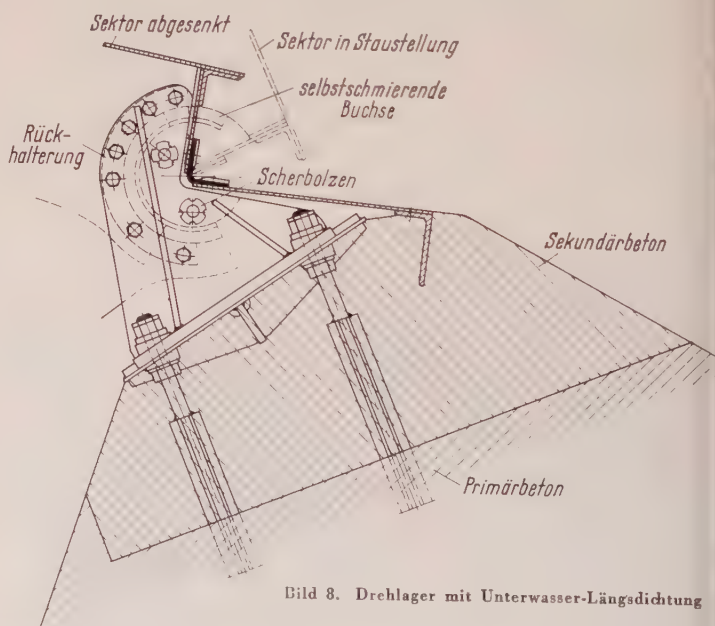 Sektor abgesenkt
Sektor in Staustellung
selbstschmierende
Buchse
Rück-
halterung
Scherbolzen
Sekundärbeton
Primärbeton
Bild 8. Drehlager mit Unterwasser-Längsdichtung